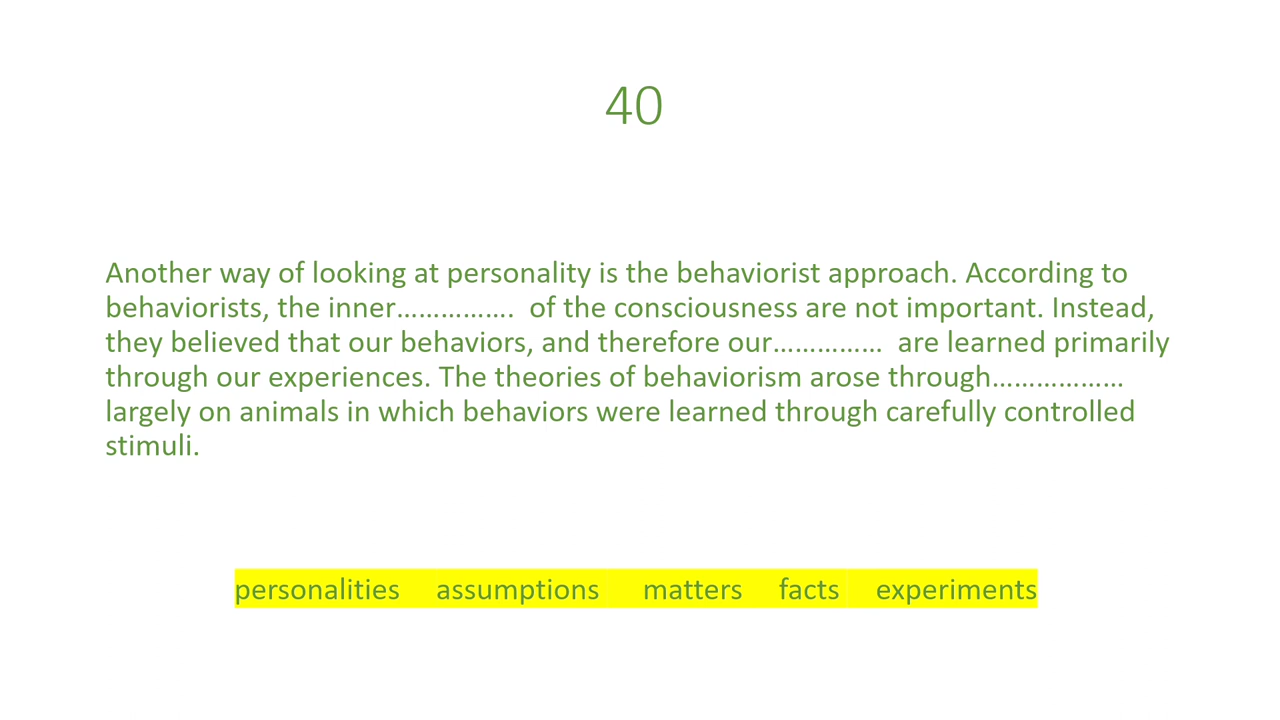 40
Another way of looking at personality is the behaviorist approach. According to
behaviorists, the inner……………. of the consciousness are not important. Instead,
they believed that our behaviors, and therefore our…………… are learned primarily
through our experiences. The theories of behaviorism arose through………………
largely on animals in which behaviors were learned through carefully controlled
stimuli.
personalities assumptions matters facts experiments